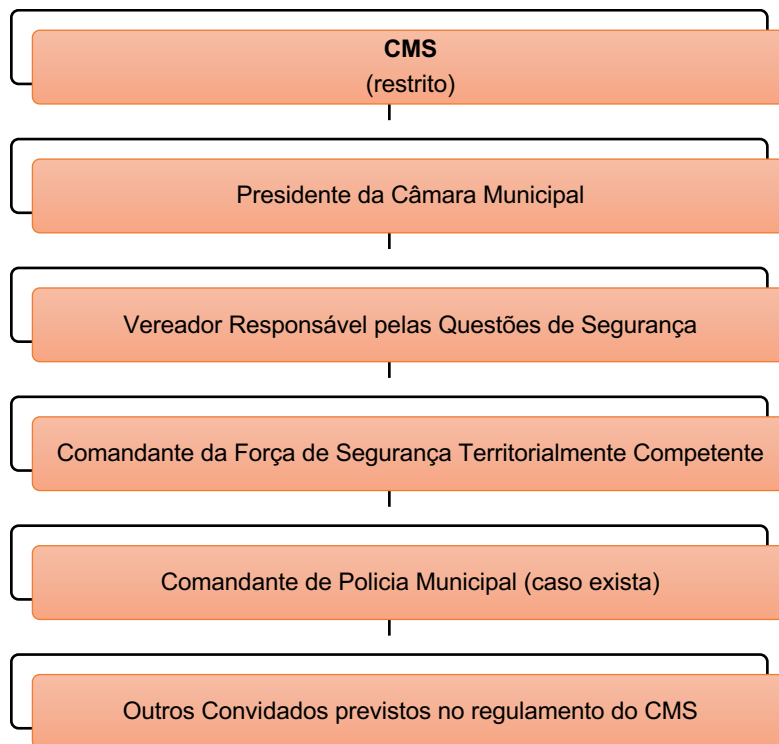 CMS
(restrito)
Presidente da Câmara Municipal
Vereador Responsável pelas Questões de Segurança
Comandante da Força de Segurança Territorialmente Competente
Comandante de Policia Municipal (caso exista)
Outros Convidados previstos no regulamento do CMS